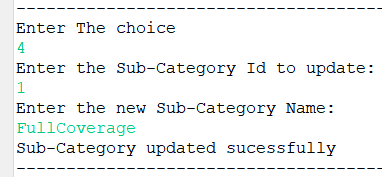 ----------------------------------------
Enter The choice
4
Enter the Sub-Category Id to update:
1
Enter the new Sub-Category Name:
FullCoverage
Sub-Category updated sucessfully
----------------------------------------